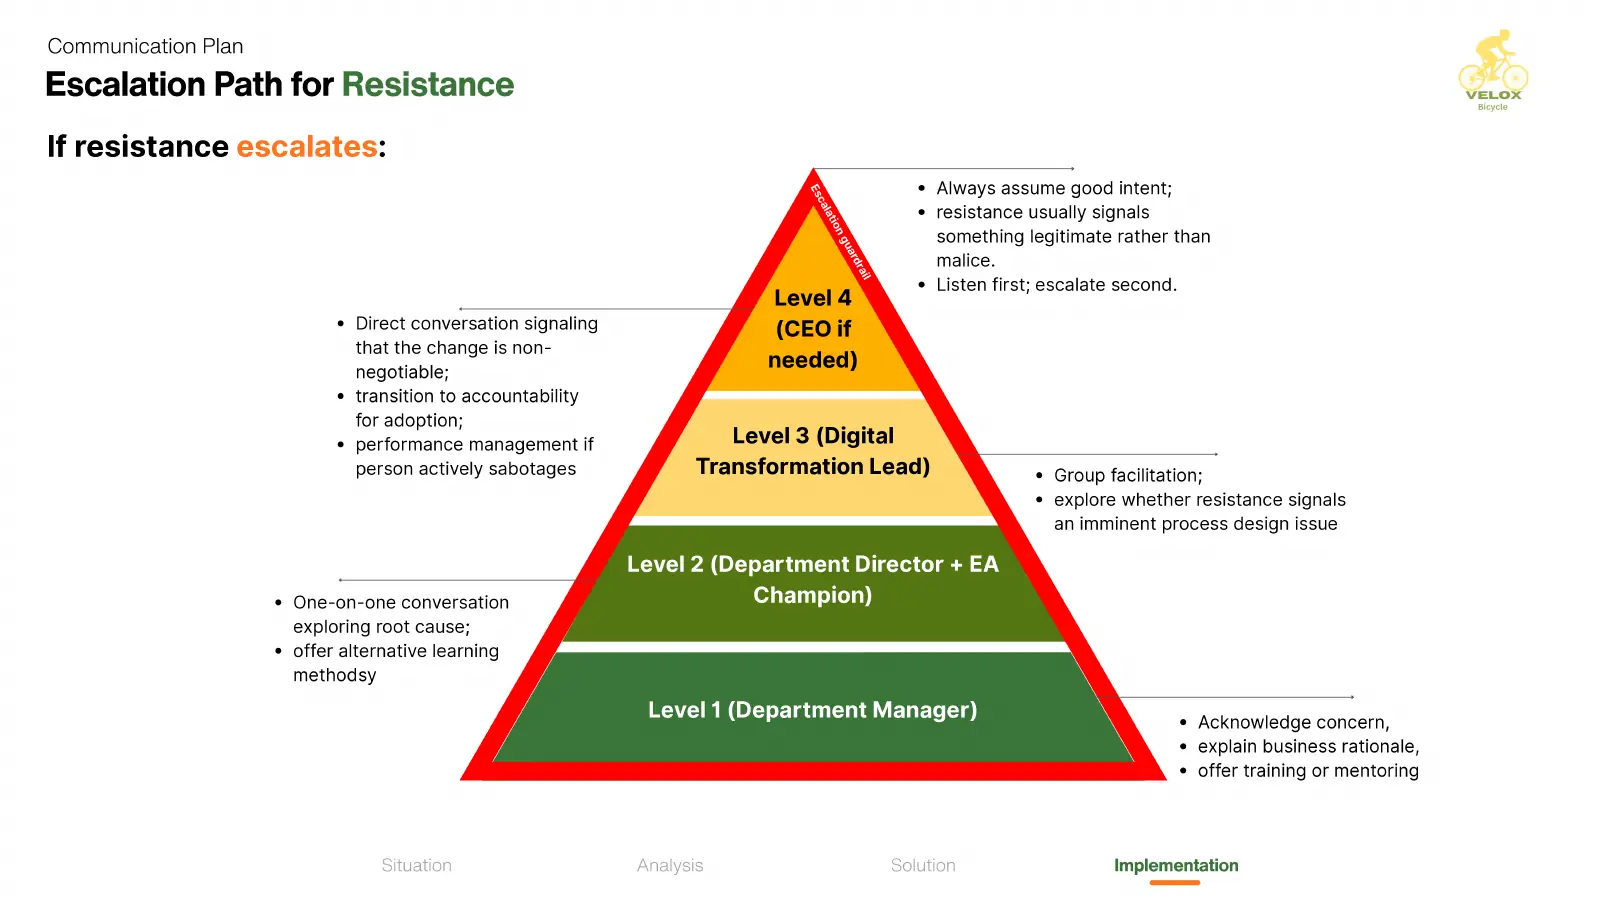 Communication Plan
Escalation Path for Resistance
VELOX
Bicycle
If resistance escalates:
Escalation guardrail
• Always assume good intent;
• resistance usually signals
something legitimate rather than
malice.
• Listen first; escalate second.
Level 4
(CEO if
needed)
• Direct conversation signaling
that the change is non-
negotiable;
• transition to accountability
for adoption;
• performance management if
person actively sabotages
Level 3 (Digital
Transformation Lead)
• Group facilitation;
• explore whether resistance signals
an imminent process design issue
Level 2 (Department Director + EA
Champion)
• One-on-one conversation
exploring root cause;
• offer alternative learning
methodsy
Level 1 (Department Manager)
• Acknowledge concern,
• explain business rationale,
• offer training or mentoring
Situation
Analysis
Solution
Implementation